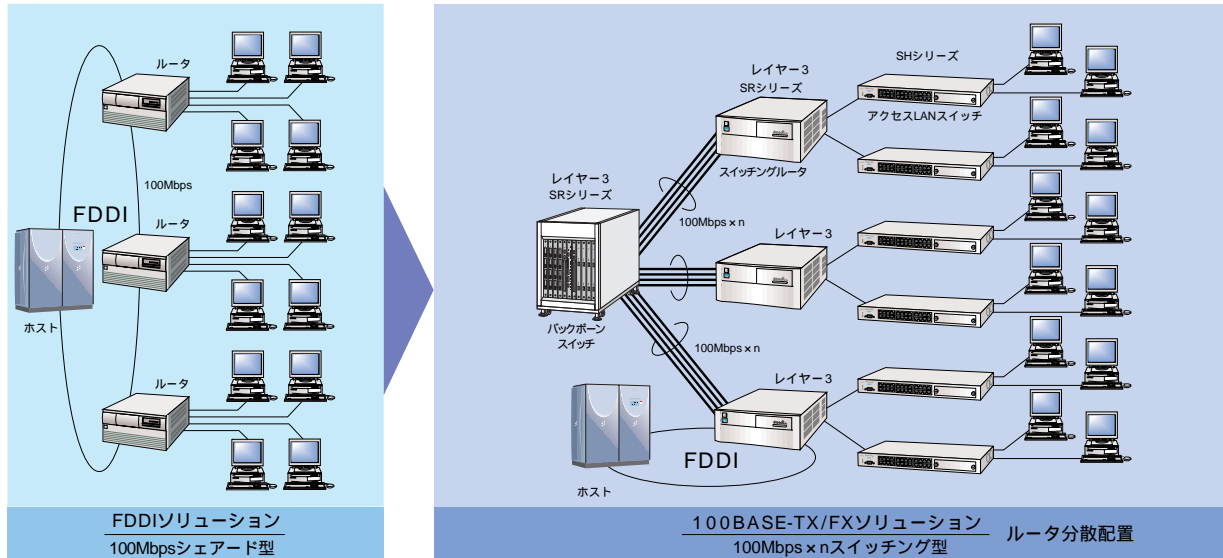 ルータ
100Mbps
FDDI
ルータ
ホスト
ルータ
FDDIソリューション
100Mbpsシェアード型
レイヤー3
SRシリーズ
SHシリーズ
アクセスLANスイッチ
スイッチングルータ
レイヤー3
SRシリーズ
100Mbps×n
レイヤー3
バックボーン
スイッチ
100Mbps×n
レイヤー3
FDDI
ホスト
100BASE-TX/FXソリューション
100Mbps×nスイッチング型
ルータ分散配置